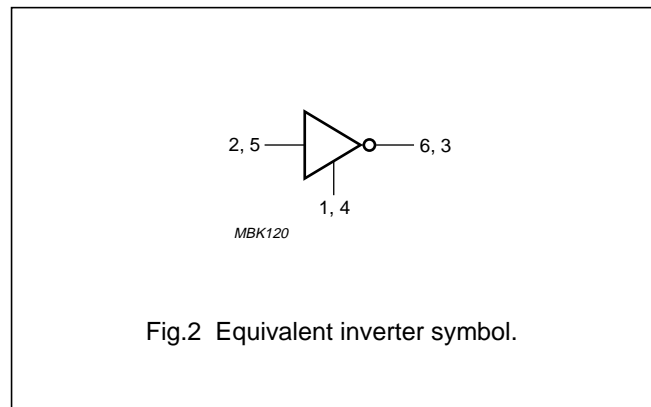 2, 5
6, 3
1, 4
MBK120
Fig.2 Equivalent inverter symbol.